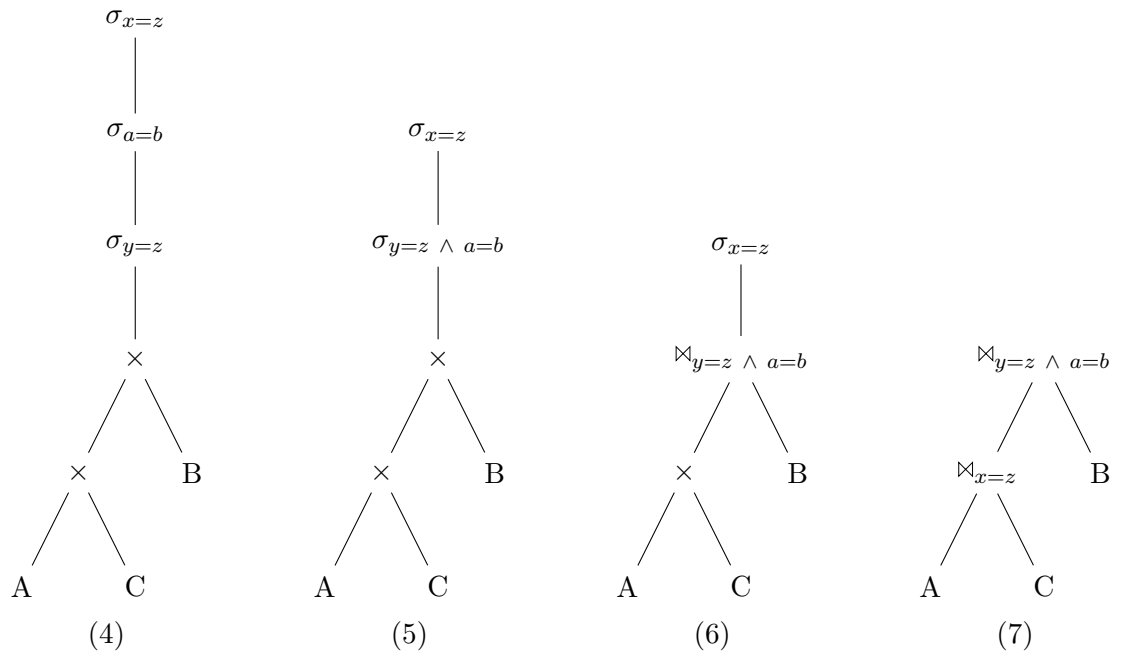 σx=z
σa=b σx=z
σy=z σy=z ∧ a=b σx=z
× × ⋈y=z ∧ a=b ⋈y=z ∧ a=b
× B × B × B ⋈x=z B
A C A C A C A C
(4) (5) (6) (7)